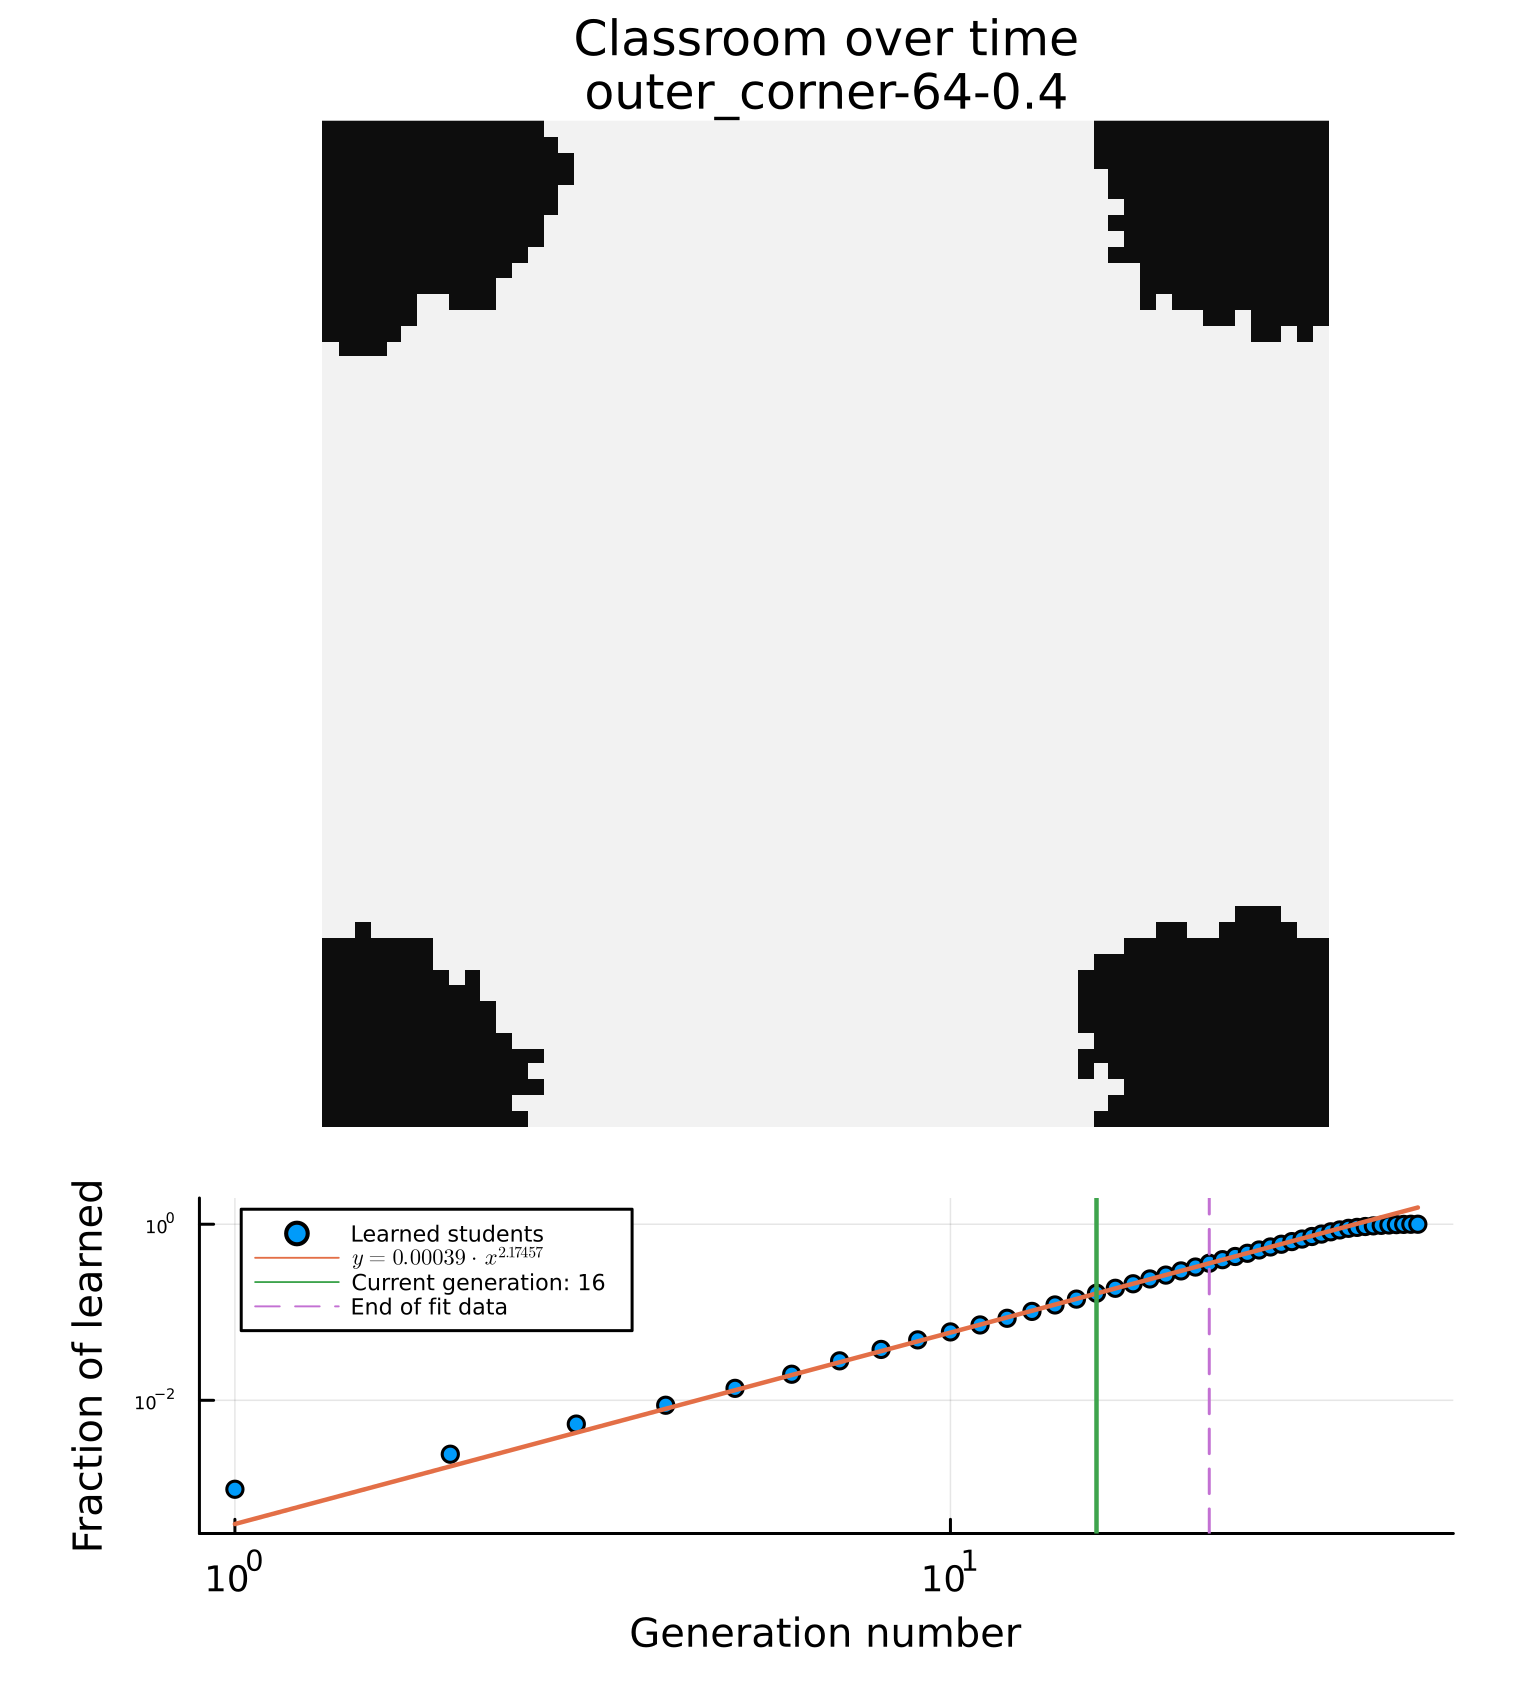 Classroom over time
outer_corner-64-0.4
Fraction of learned
10^0
10^−2
Learned students
y = 0.00039 · x^2.17457
Current generation: 16
End of fit data
10^0
10^1
Generation number